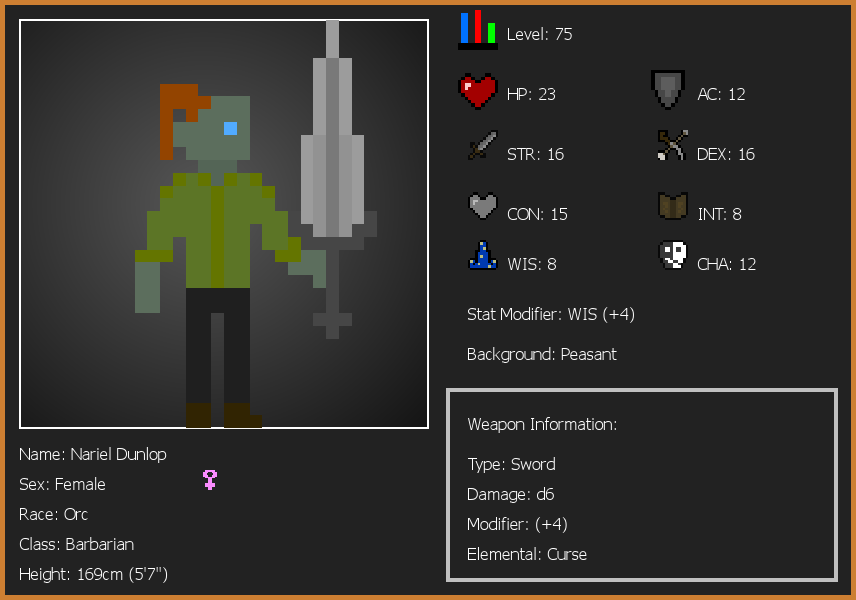 Level: 75
HP: 23
AC: 12
STR: 16
DEX: 16
CON: 15
INT: 8
WIS: 8
CHA: 12
Stat Modifier: WIS (+4)
Background: Peasant
Weapon Information:
Type: Sword
Damage: d6
Modifier: (+4)
Elemental: Curse
Name: Nariel Dunlop
Sex: Female
Race: Orc
Class: Barbarian
Height: 169cm (5'7")